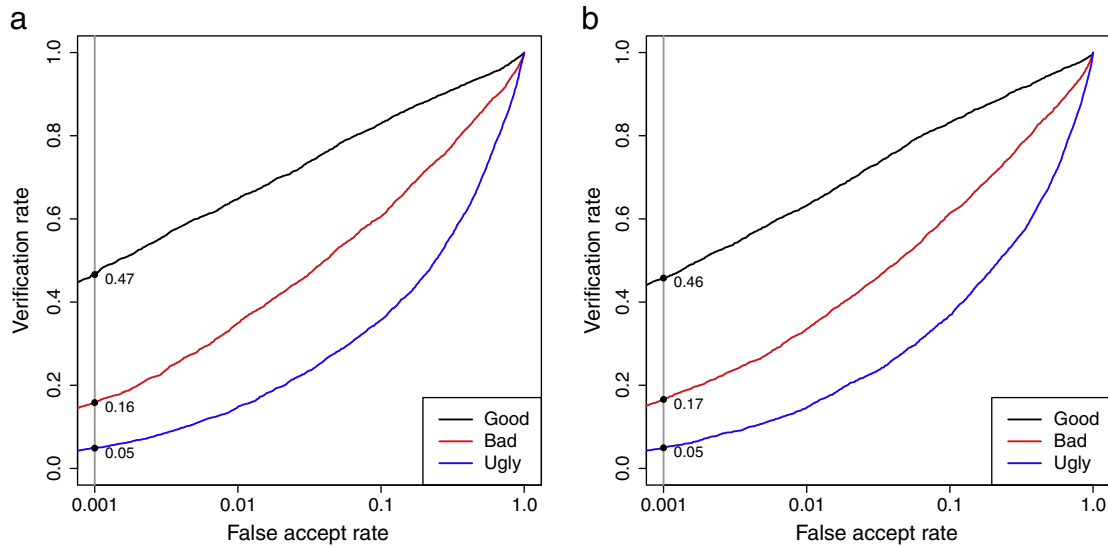 a
Verification rate
1.0
0.8
0.6
0.4
0.2
0.0
0.47
0.16
0.05
Good
Bad
Ugly
0.001
0.01
0.1
1.0
False accept rate
b
Verification rate
1.0
0.8
0.6
0.4
0.2
0.0
0.46
0.17
0.05
Good
Bad
Ugly
0.001
0.01
0.1
1.0
False accept rate